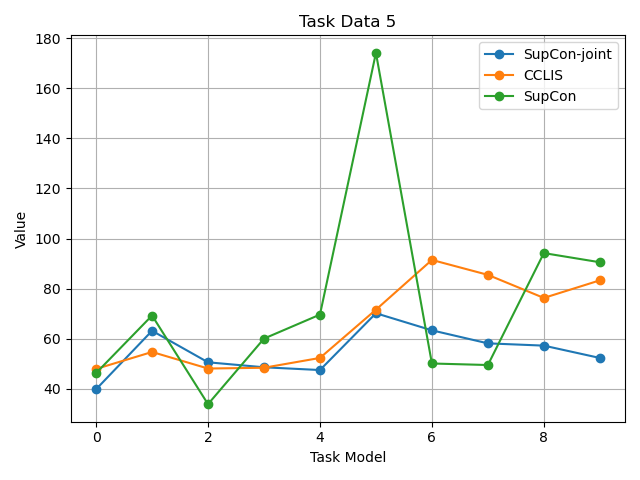 Task Data 5
SupCon-joint
CCLIS
SupCon
180
160
140
120
100
80
60
40
Value
0 2 4 6 8
Task Model